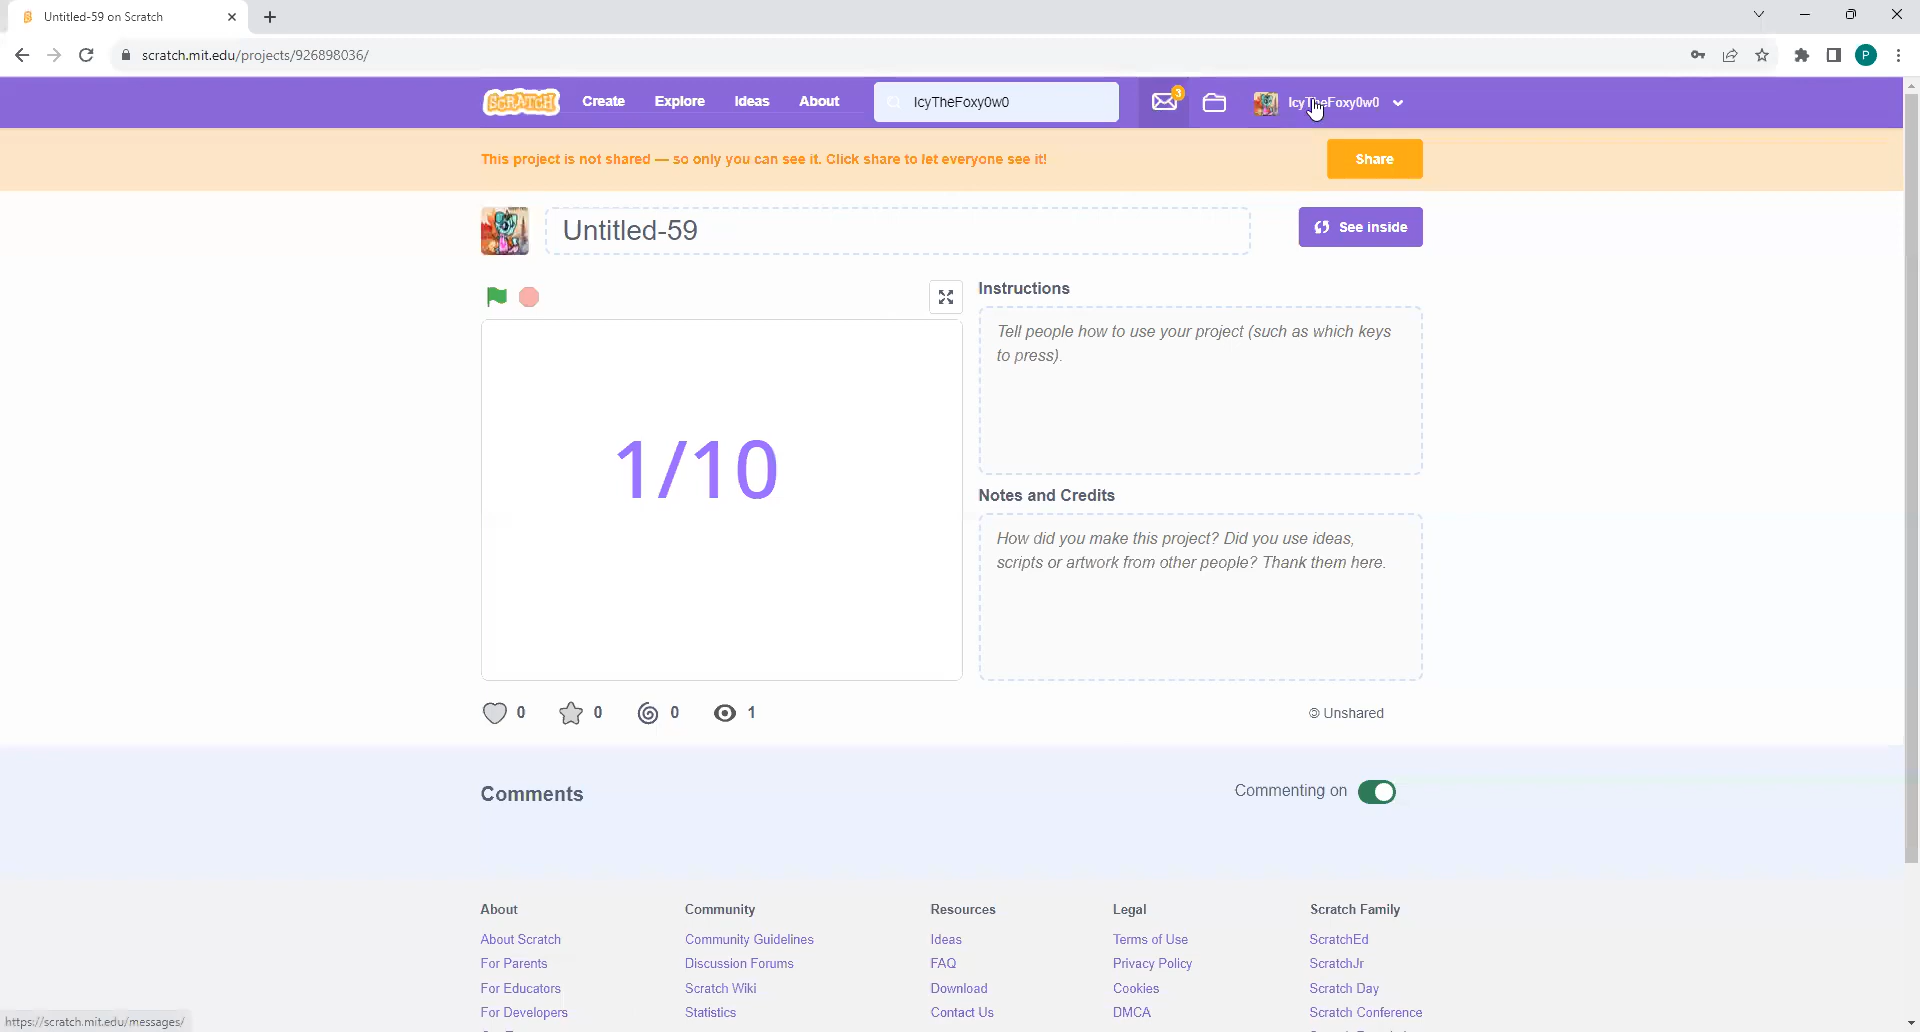 Untitled-59 on Scratch
scratch.mit.edu/projects/926898036/
P
SCRATCH Create Explore Ideas About IcyTheFoxy0w0 3 IcyTheFoxy0w0
This project is not shared — so only you can see it. Click share to let everyone see it! Share
Untitled-59 See inside
Instructions
Tell people how to use your project (such as which keys
to press).
1/10
Notes and Credits
How did you make this project? Did you use ideas,
scripts or artwork from other people? Thank them here.
0 0 0 1 © Unshared
Comments Commenting on
About Community Resources Legal Scratch Family
About Scratch Community Guidelines Ideas Terms of Use ScratchEd
For Parents Discussion Forums FAQ Privacy Policy ScratchJr
For Educators Scratch Wiki Download Cookies Scratch Day
For Developers Statistics Contact Us DMCA Scratch Conference
https://scratch.mit.edu/messages/